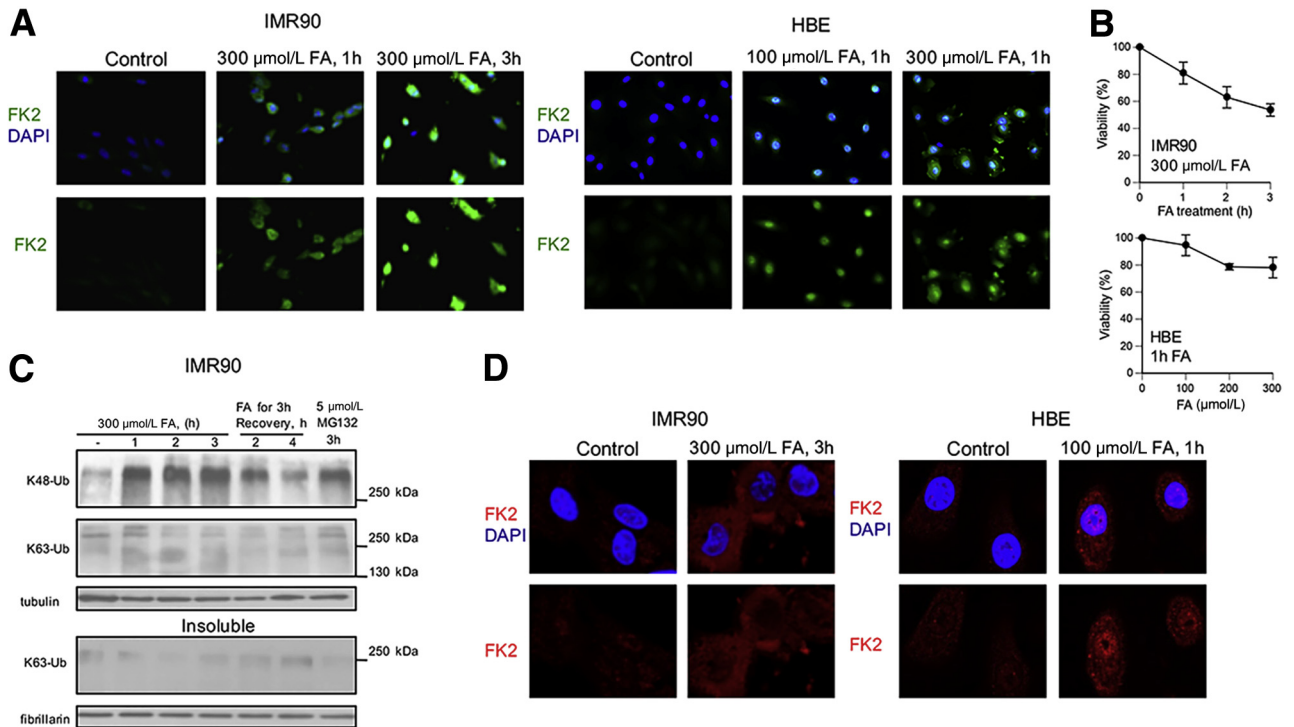 A
IMR90
Control
300 µmol/L FA, 1h
300 µmol/L FA, 3h
FK2
DAPI
FK2
HBE
Control
100 µmol/L FA, 1h
300 µmol/L FA, 1h
FK2
DAPI
FK2
B
Viability (%)
100
80
60
40
20
0
IMR90
300 µmol/L FA
0
1
2
3
FA treatment (h)
Viability (%)
100
80
60
40
20
0
HBE
1h FA
0
100
200
300
FA (µmol/L)
C
IMR90
300 µmol/L FA, (h)
FA for 3h
Recovery, h
5 µmol/L
MG132
3h
- 1 2 3 2 4
K48-Ub
250 kDa
K63-Ub
250 kDa
130 kDa
tubulin
Insoluble
K63-Ub
250 kDa
fibrillarin
D
IMR90
Control
300 µmol/L FA, 3h
FK2
DAPI
FK2
HBE
Control
100 µmol/L FA, 1h
FK2
DAPI
FK2